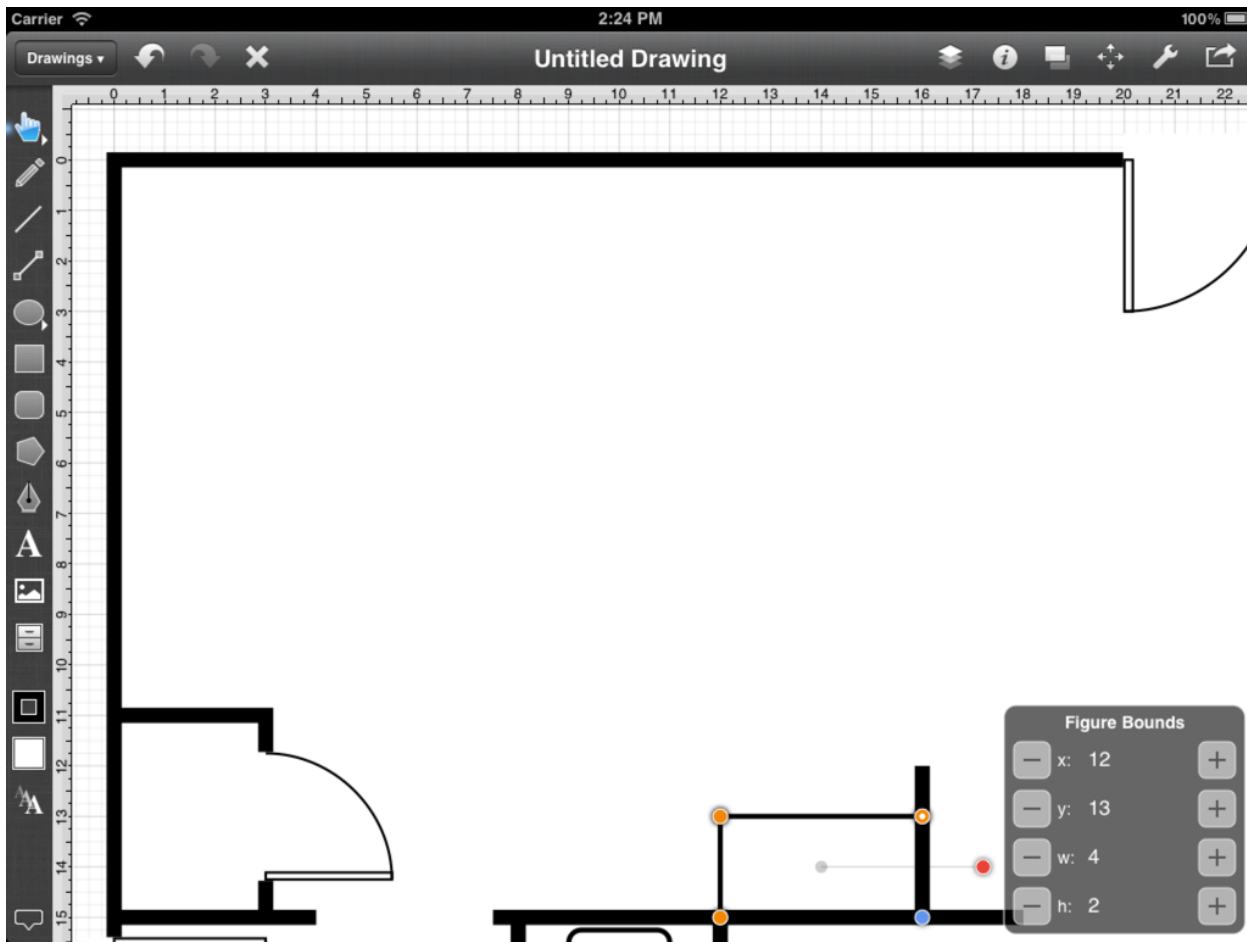 Carrier 2:24 PM 100%
Drawings ▾ Untitled Drawing
0 1 2 3 4 5 6 7 8 9 10 11 12 13 14 15 16 17 18 19 20 21 22
0
1
2
3
4
5
6
7
8
9
10
11
12
13
14
15
A
AAA
Figure Bounds
x: 12
y: 13
w: 4
h: 2